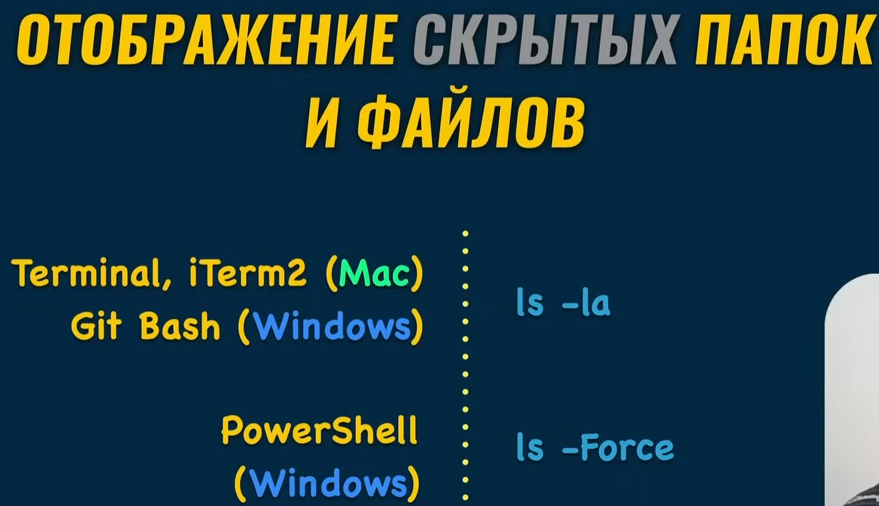 ОТОБРАЖЕНИЕ СКРЫТЫХ ПАПОК
И ФАЙЛОВ
Terminal, iTerm2 (Mac)
Git Bash (Windows)
ls -la
PowerShell
(Windows)
ls -Force